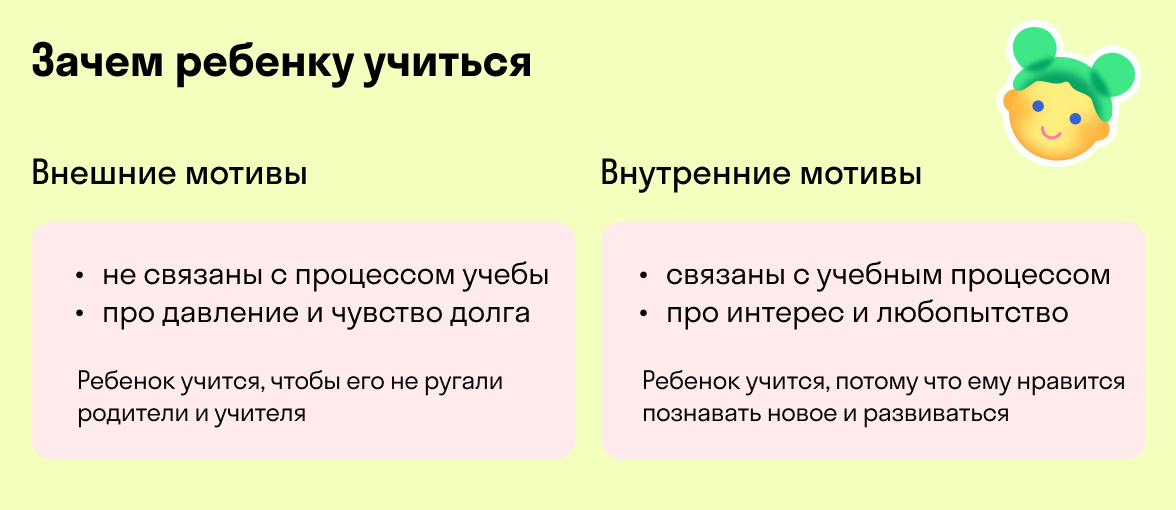 Зачем ребенку учиться
Внешние мотивы
• не связаны с процессом учебы
• про давление и чувство долга
Ребенок учится, чтобы его не ругали
родители и учителя
Внутренние мотивы
• связаны с учебным процессом
• про интерес и любопытство
Ребенок учится, потому что ему нравится
познавать новое и развиваться